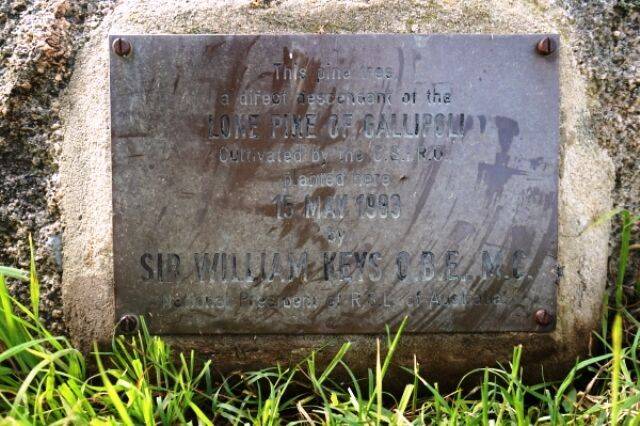 This pine tree
a direct descendant of the
LONE PINE OF GALLIPOLI
Cultivated by the C.S.I.R.O.
planted here
15 MAY
by
SIR WILLIAM KEYS O.B.E., M.C.
National President of R.S.L. of Australia